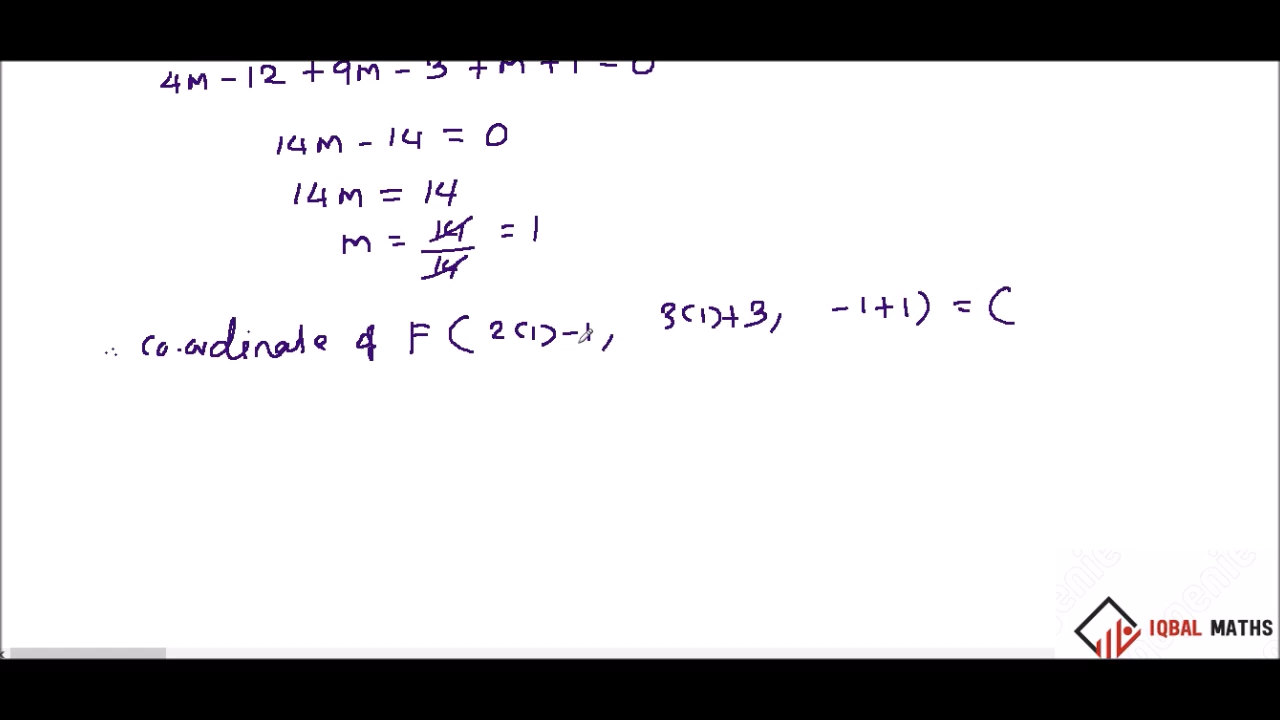 4m - 12 + 9m - 3 + m + 1 = 0
14m - 14 = 0
14m = 14
m = 14/14 = 1
∴ co.ordinate of F ( 2(1) - 1, 3(1)+3, -1+1) = (
IQBAL MATHS